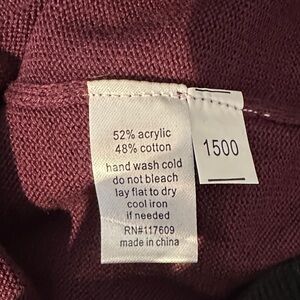 52% acrylic
48% cotton
hand wash cold
do not bleach
lay flat to dry
cool iron
if needed
RN#117609
made in china
1500